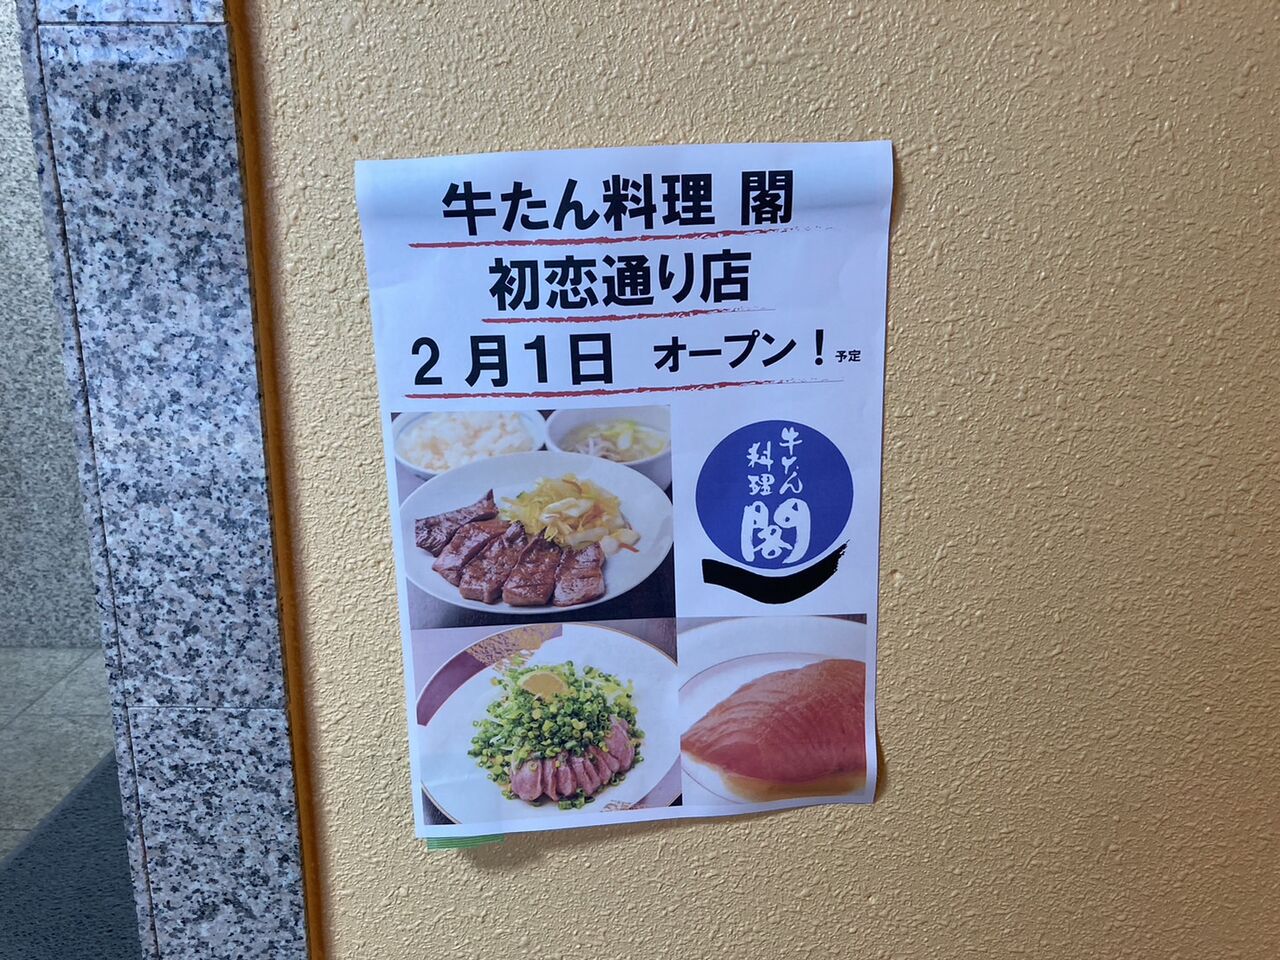 牛たん料理 閣
初恋通り店
2月1日 オープン！予定
牛たん
料理
閣